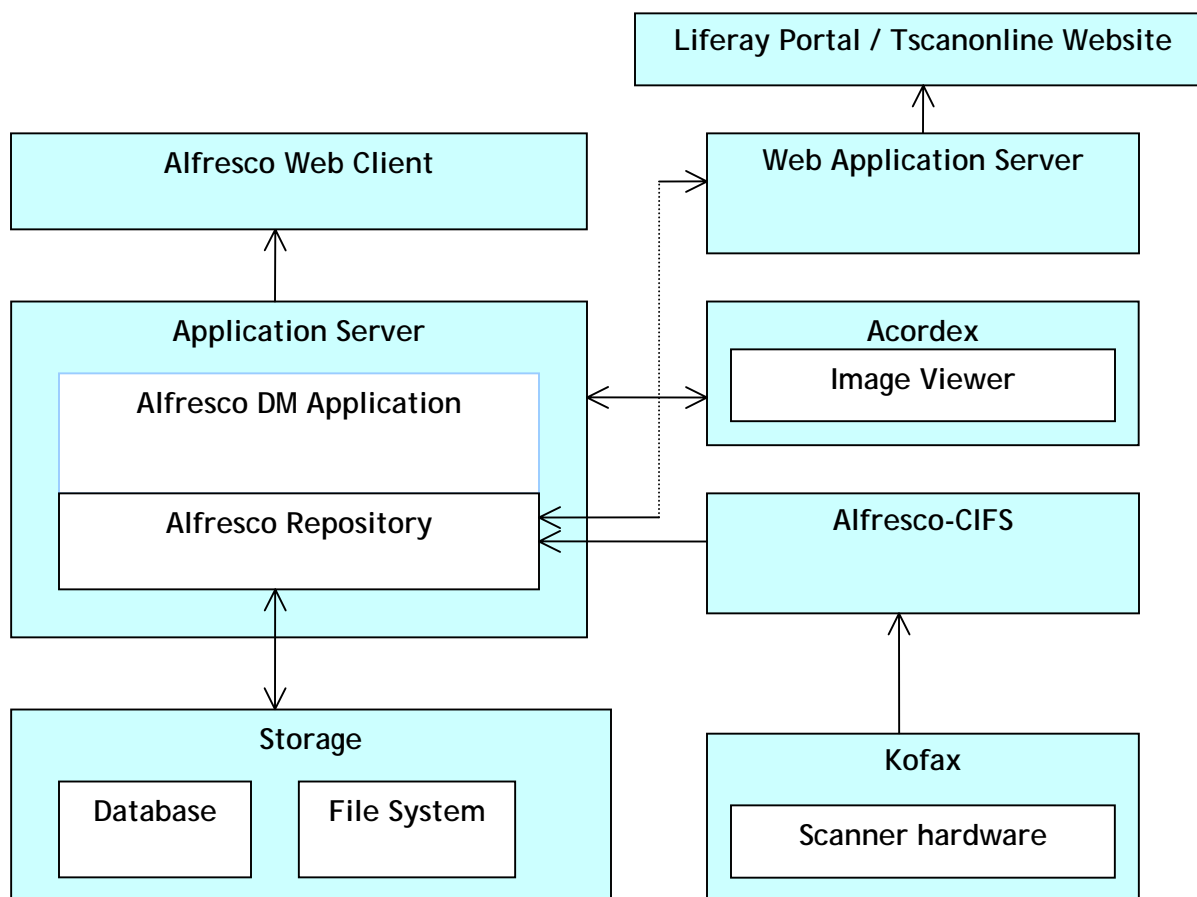 Liferay Portal / Tscanonline Website
Alfresco Web Client
Web Application Server
Application Server
Alfresco DM Application
Alfresco Repository
Acordex
Image Viewer
Alfresco-CIFS
Storage
Database
File System
Kofax
Scanner hardware